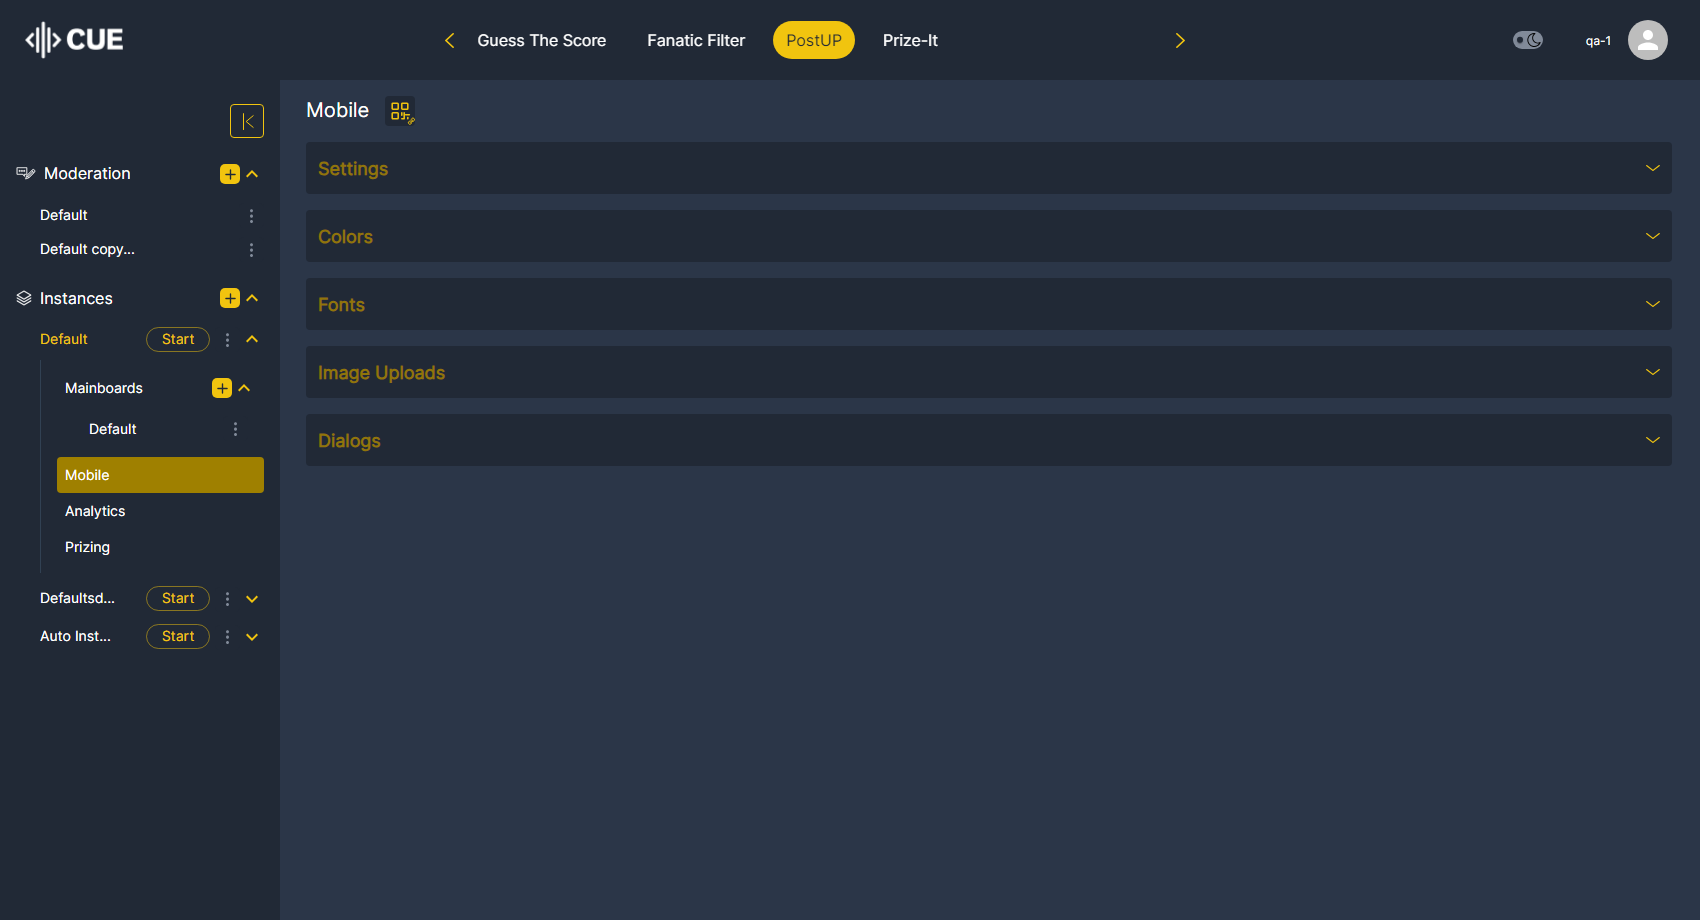 CUE
Guess The Score
Fanatic Filter
PostUP
Prize-It
qa-1
Moderation
Default
Default copy...
Instances
Default
Start
Mainboards
Default
Mobile
Analytics
Prizing
Defaultsd...
Start
Auto Inst...
Start
Mobile
Settings
Colors
Fonts
Image Uploads
Dialogs